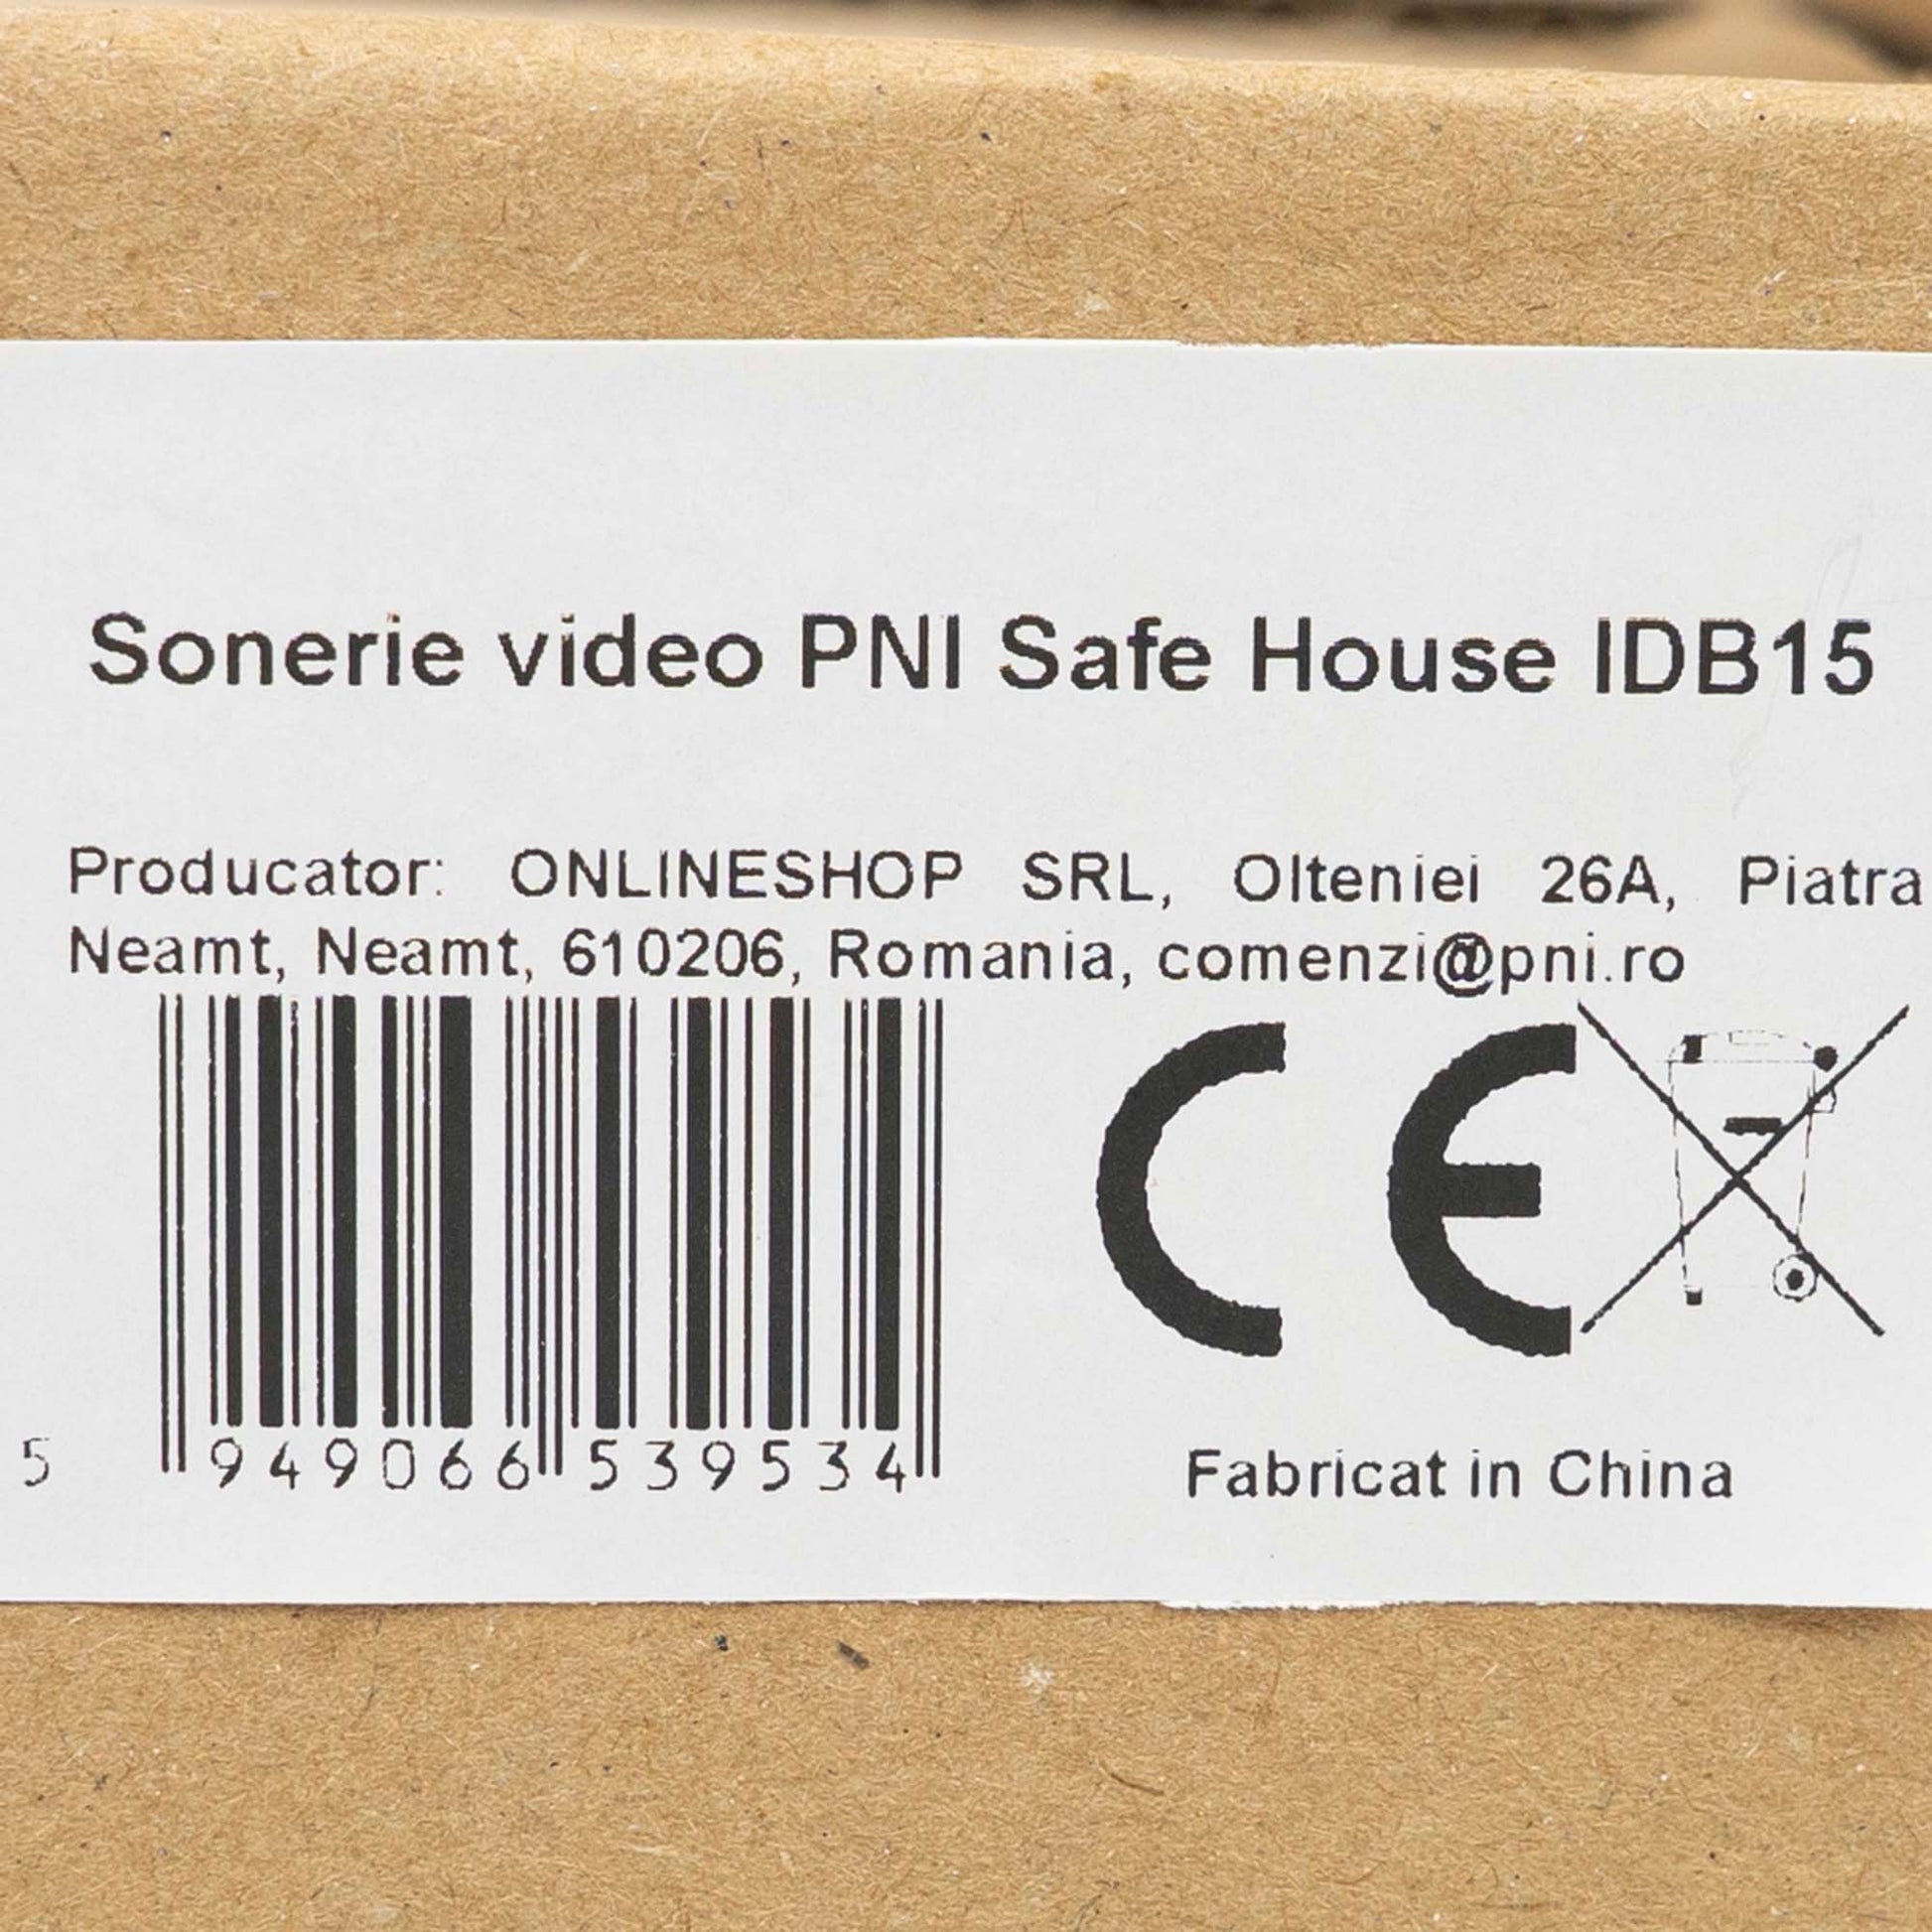 Sonerie video PNI Safe House IDB15
Producator: ONLINESHOP SRL, Olteniei 26A, Piatra
Neamt, Neamt, 610206, Romania, comenzi@pni.ro
CE
5 949066 539534
Fabricat in China